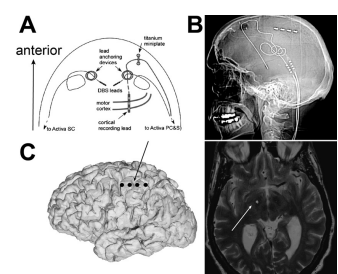 A
titanium
miniplate
anterior
lead
anchoring
devices
DBS leads
motor
cortex
cortical
recording lead
to Activa SC
to Activa PC&S
B
C